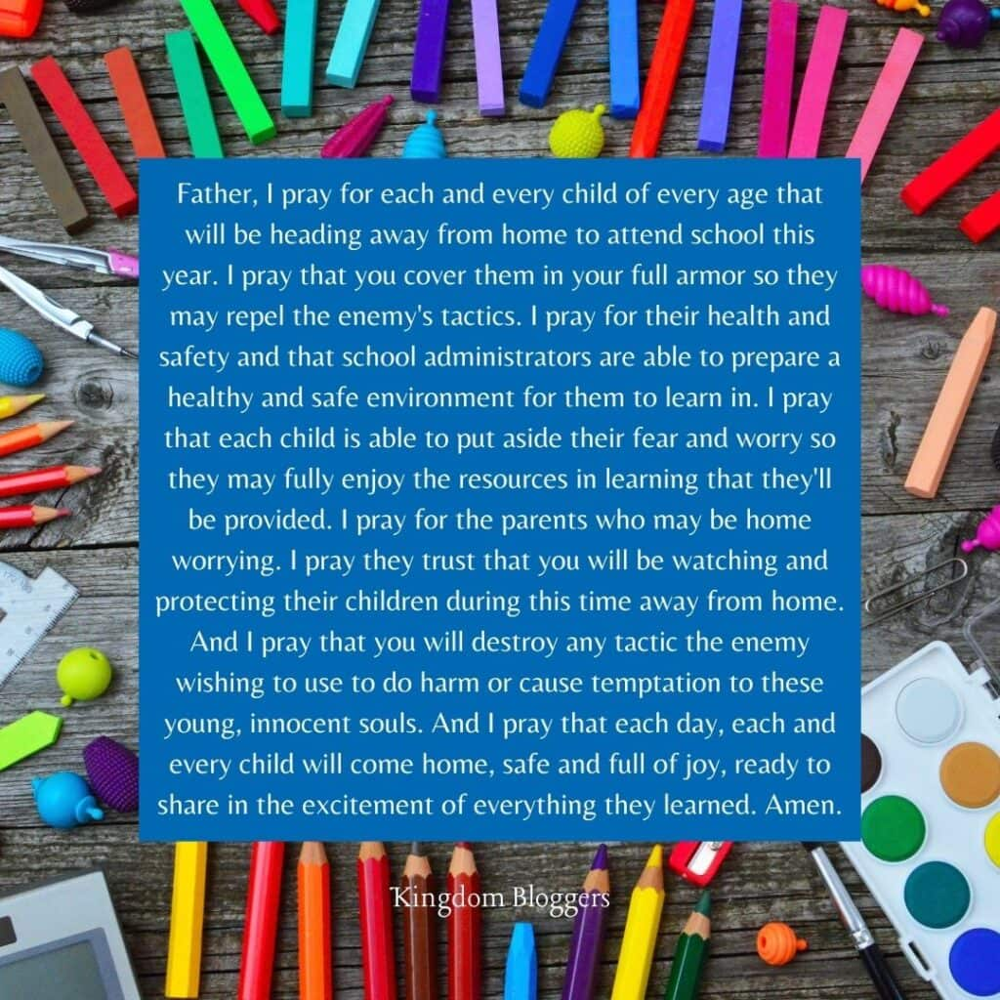 Father, I pray for each and every child of every age that
will be heading away from home to attend school this
year. I pray that you cover them in your full armor so they
may repel the enemy's tactics. I pray for their health and
safety and that school administrators are able to prepare a
healthy and safe environment for them to learn in. I pray
that each child is able to put aside their fear and worry so
they may fully enjoy the resources in learning that they'll
be provided. I pray for the parents who may be home
worrying. I pray they trust that you will be watching and
protecting their children during this time away from home.
And I pray that you will destroy any tactic the enemy
wishing to use to do harm or cause temptation to these
young, innocent souls. And I pray that each day, each and
every child will come home, safe and full of joy, ready to
share in the excitement of everything they learned. Amen.
Kingdom Bloggers